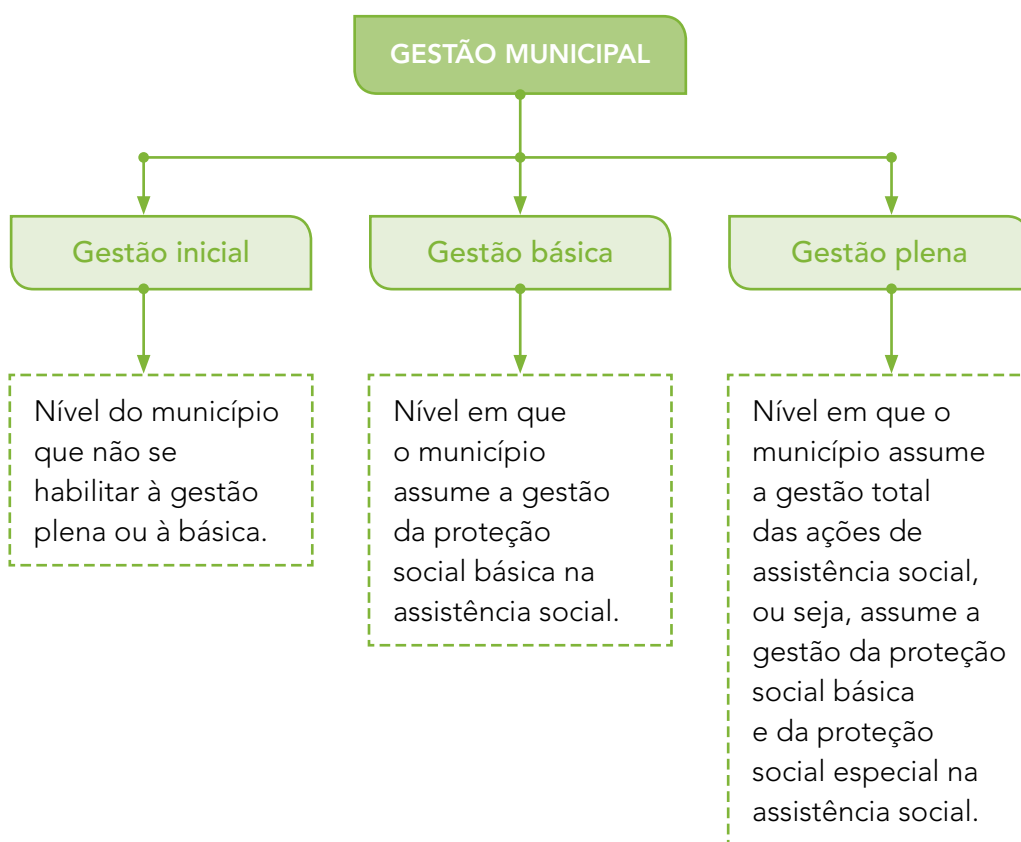 GESTÃO MUNICIPAL
Gestão inicial
Gestão básica
Gestão plena
Nível do município
que não se
habilitar à gestão
plena ou à básica.
Nível em que
o município
assume a gestão
da proteção
social básica na
assistência social.
Nível em que o
município assume
a gestão total
das ações de
assistência social,
ou seja, assume a
gestão da proteção
social básica
e da proteção
social especial na
assistência social.